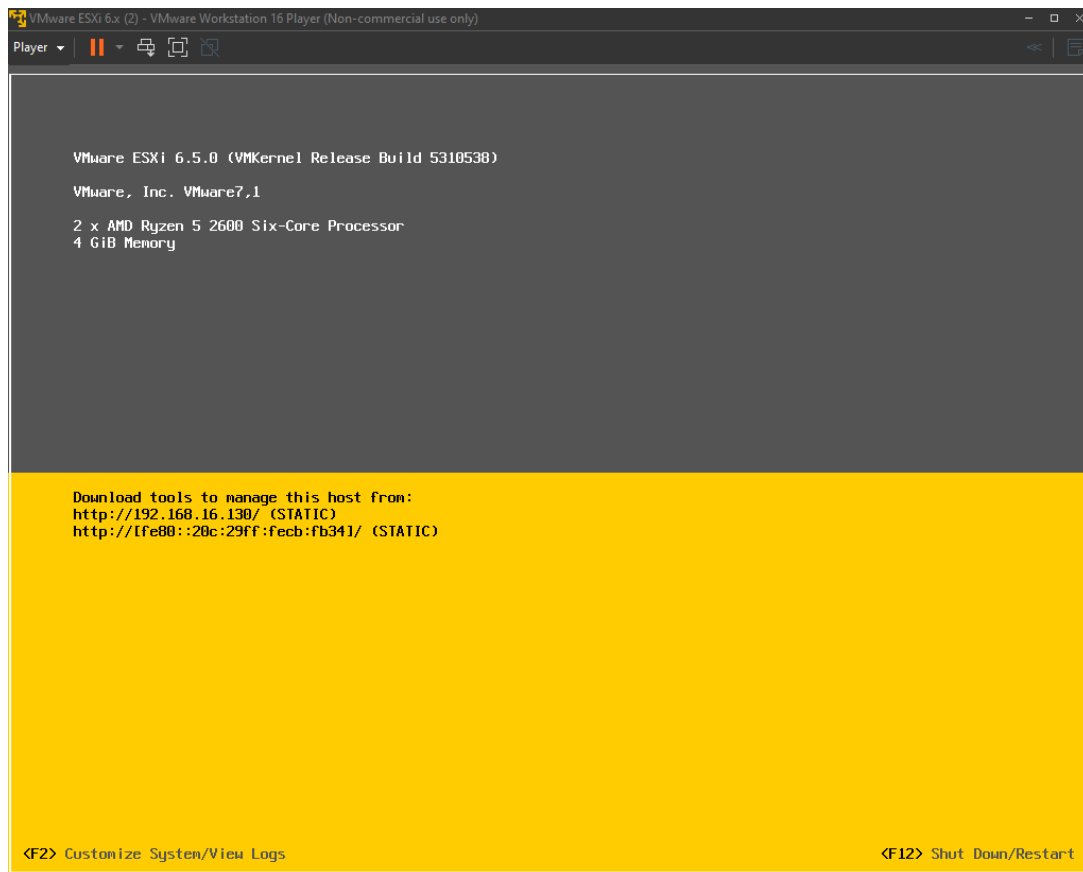 VMware ESXi 6.x (2) - VMware Workstation 16 Player (Non-commercial use only)
Player
VMware ESXi 6.5.0 (VMKernel Release Build 5310538)
VMware, Inc. VMware7,1
2 x AMD Ryzen 5 2600 Six-Core Processor
4 GiB Memory
Download tools to manage this host from:
http://192.168.16.130/ (STATIC)
http://[fe80::20c:29ff:fecb:fb34]/ (STATIC)
<F2> Customize System/View Logs
<F12> Shut Down/Restart